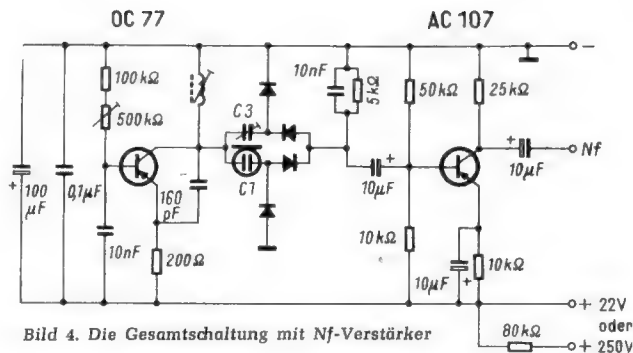 OC 77
AC 107
100kΩ
500kΩ
100 μF
0,1μF
10nF
160 pF
200Ω
C3
C1
10nF
5kΩ
10μF
50kΩ
10kΩ
25kΩ
10μF
10μF
10kΩ
80kΩ
−
Nf
+ 22V
oder
+ 250V
+
+
+
+
Bild 4. Die Gesamtschaltung mit Nf-Verstärker